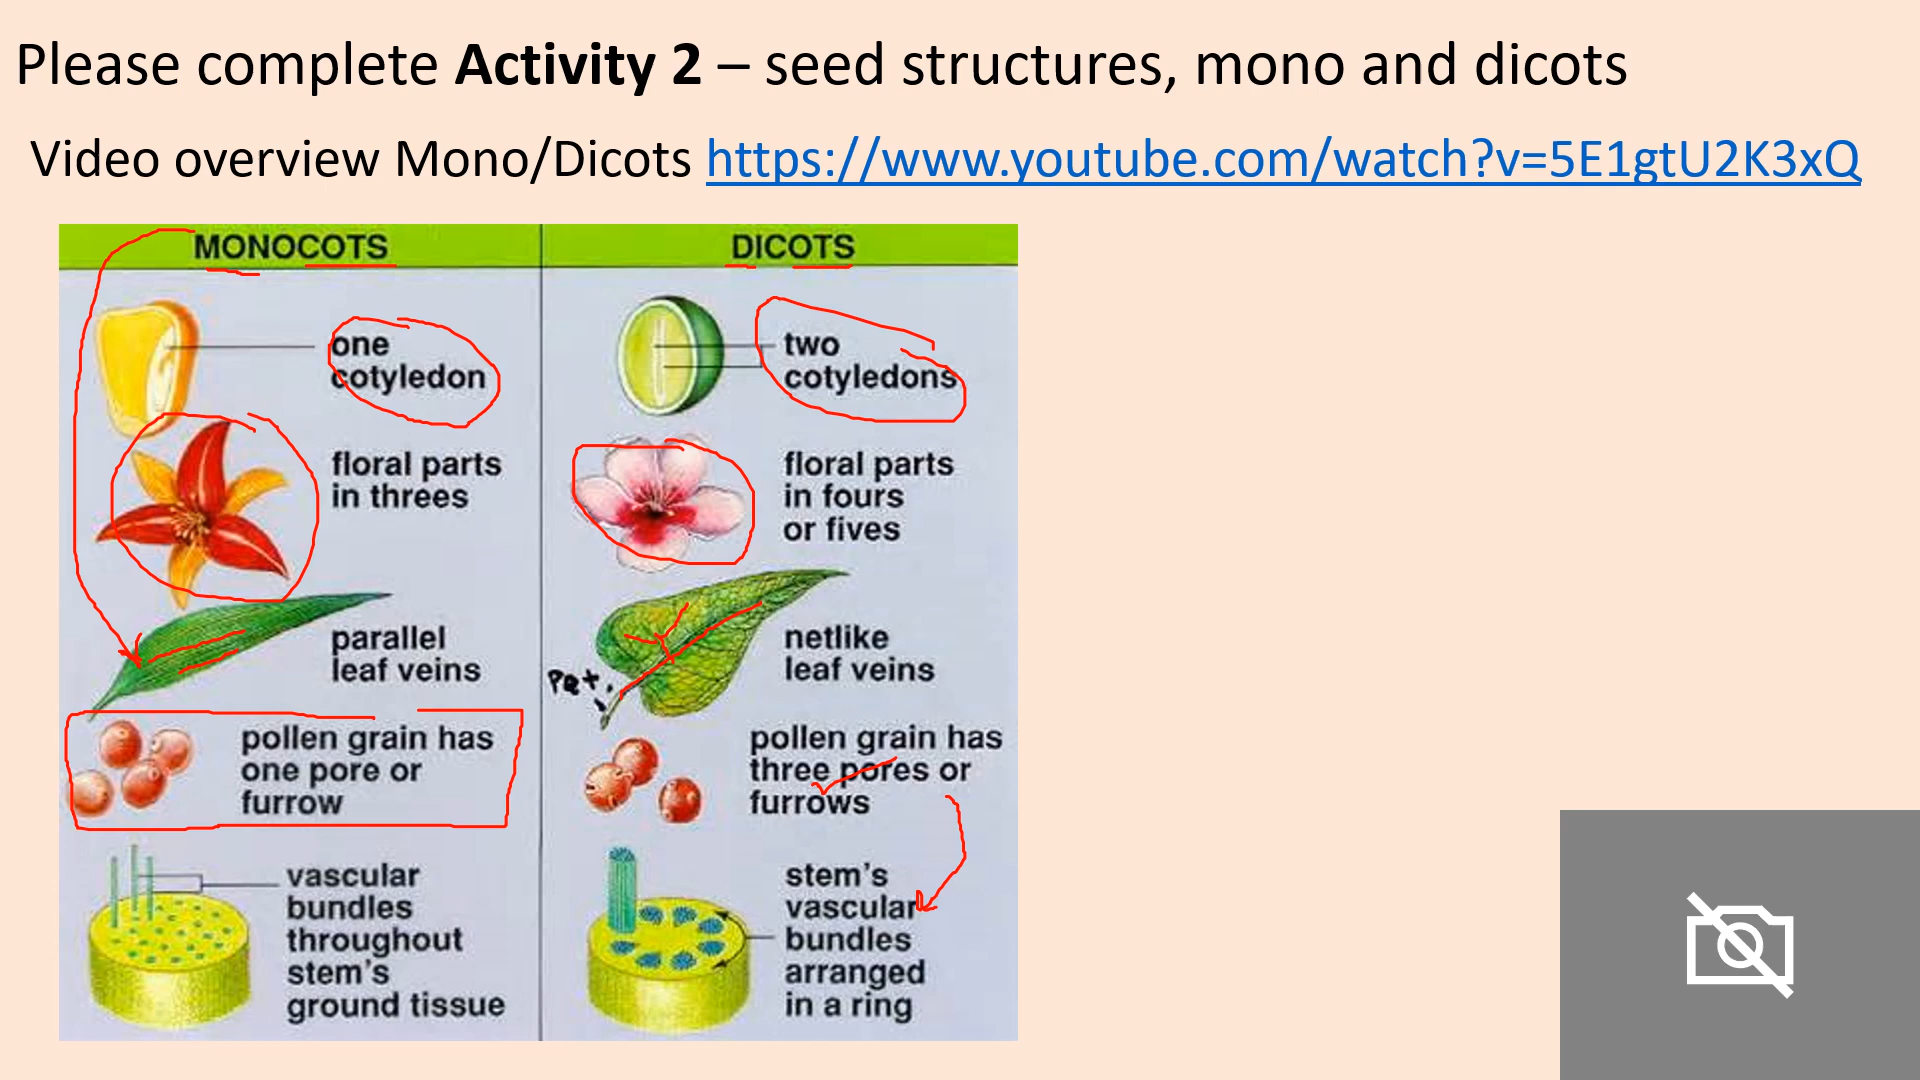 Please complete Activity 2 – seed structures, mono and dicots
Video overview Mono/Dicots https://www.youtube.com/watch?v=5E1gtU2K3xQ
MONOCOTS
one
cotyledon
floral parts
in threes
parallel
leaf veins
pollen grain has
one pore or
furrow
vascular
bundles
throughout
stem's
ground tissue
DICOTS
two
cotyledons
floral parts
in fours
or fives
netlike
leaf veins
pollen grain has
three pores or
furrows
stem's
vascular
bundles
arranged
in a ring